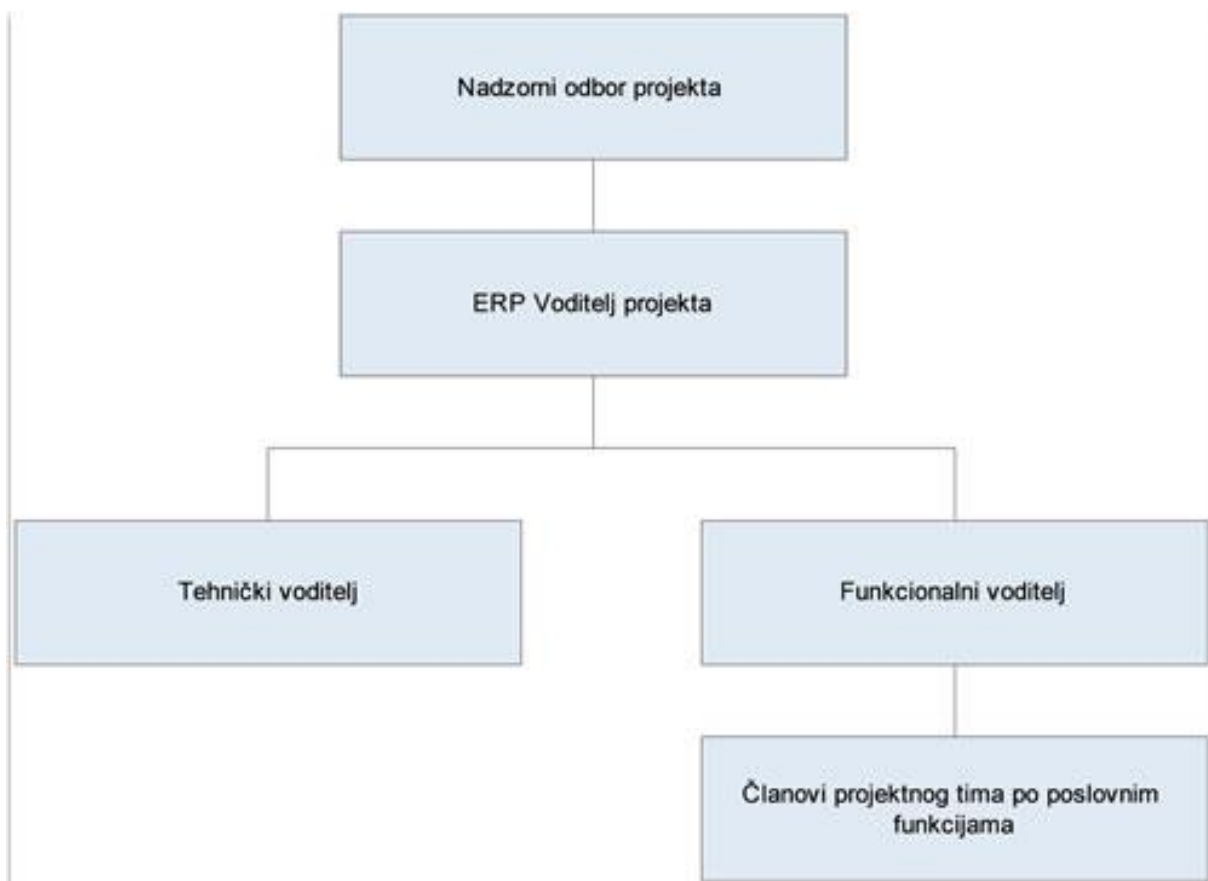 Nadzorni odbor projekta
ERP Voditelj projekta
Tehnički voditelj
Funkcionalni voditelj
Članovi projektnog tima po poslovnim
funkcijama